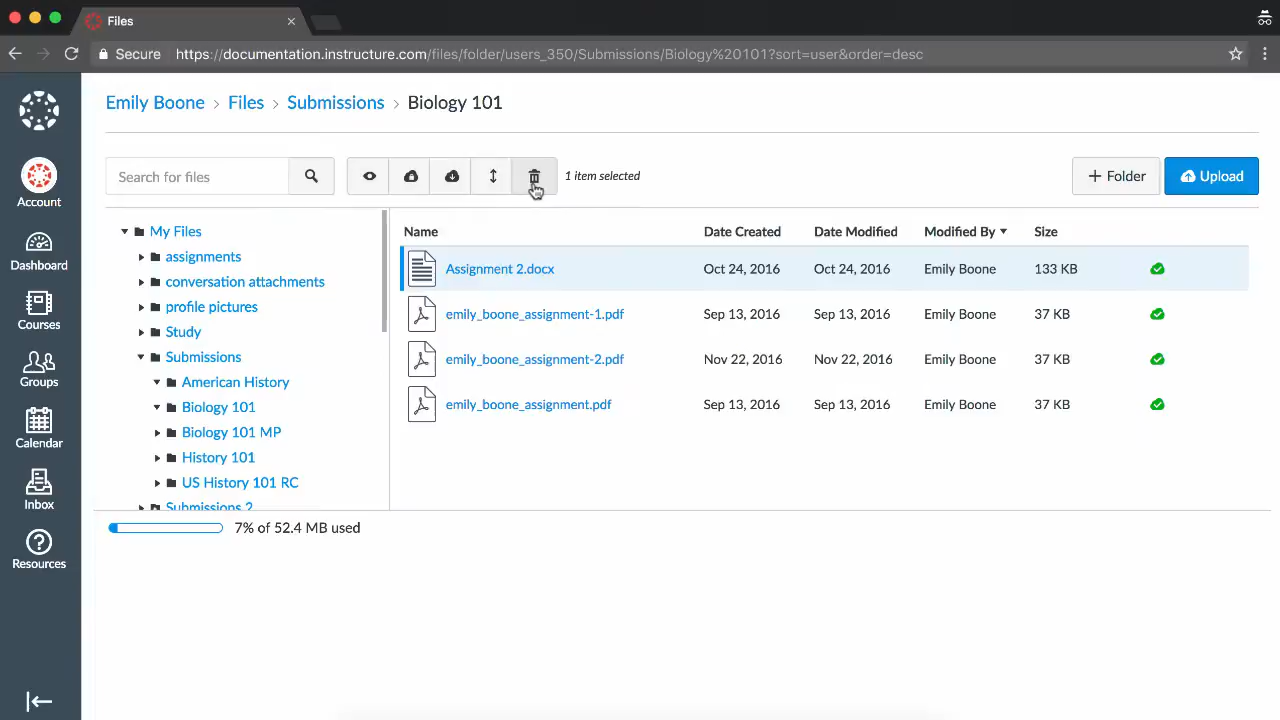 Files
Secure https://documentation.instructure.com/files/folder/users_350/Submissions/Biology%20101?sort=user&order=desc
Emily Boone > Files > Submissions > Biology 101
Search for files
1 item selected
+ Folder
Upload
Account
Dashboard
Courses
Groups
Calendar
Inbox
Resources
My Files
assignments
conversation attachments
profile pictures
Study
Submissions
American History
Biology 101
Biology 101 MP
History 101
US History 101 RC
Submissions 2
Name Date Created Date Modified Modified By Size
Assignment 2.docx Oct 24, 2016 Oct 24, 2016 Emily Boone 133 KB
emily_boone_assignment-1.pdf Sep 13, 2016 Sep 13, 2016 Emily Boone 37 KB
emily_boone_assignment-2.pdf Nov 22, 2016 Nov 22, 2016 Emily Boone 37 KB
emily_boone_assignment.pdf Sep 13, 2016 Sep 13, 2016 Emily Boone 37 KB
7% of 52.4 MB used